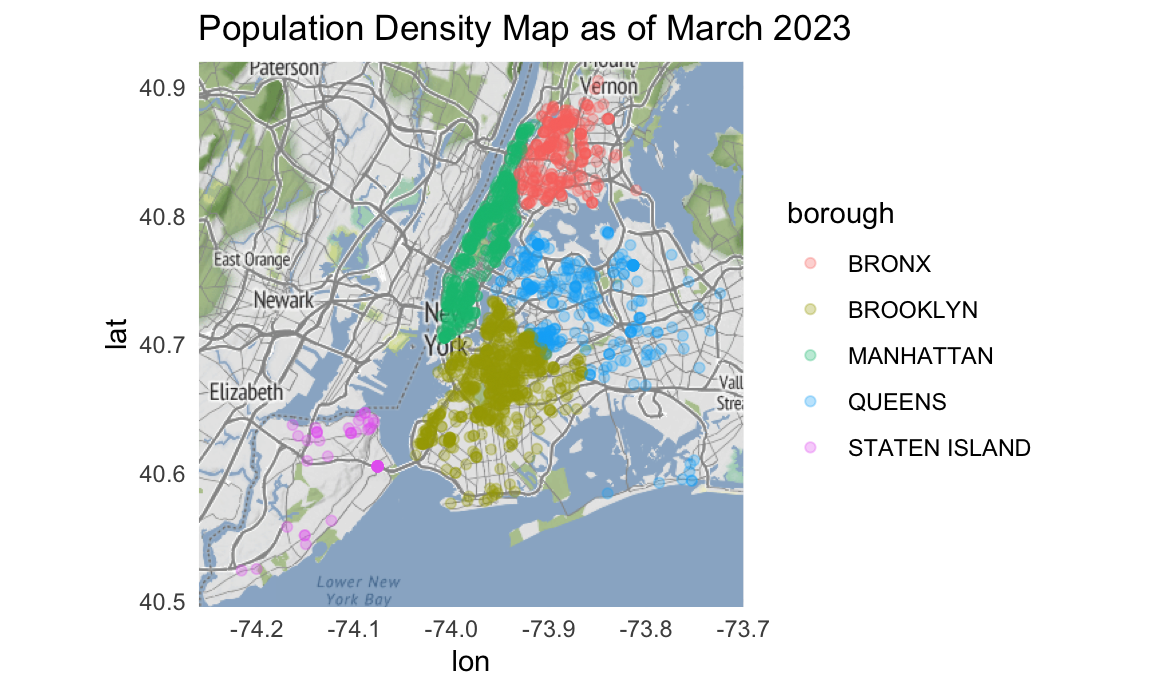 Population Density Map as of March 2023
lat
40.9
40.8
40.7
40.6
40.5
Paterson
Mount
Vernon
East Orange
Newark
New
York
Elizabeth
Vall
Strea
Lower New
York Bay
-74.2 -74.1 -74.0 -73.9 -73.8 -73.7
lon
borough
BRONX
BROOKLYN
MANHATTAN
QUEENS
STATEN ISLAND